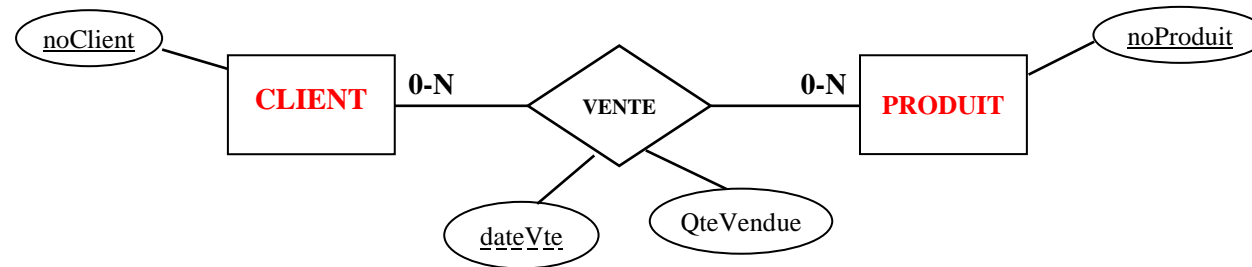 noClient
noProduit
CLIENT
0-N
VENTE
0-N
PRODUIT
dateVte
QteVendue